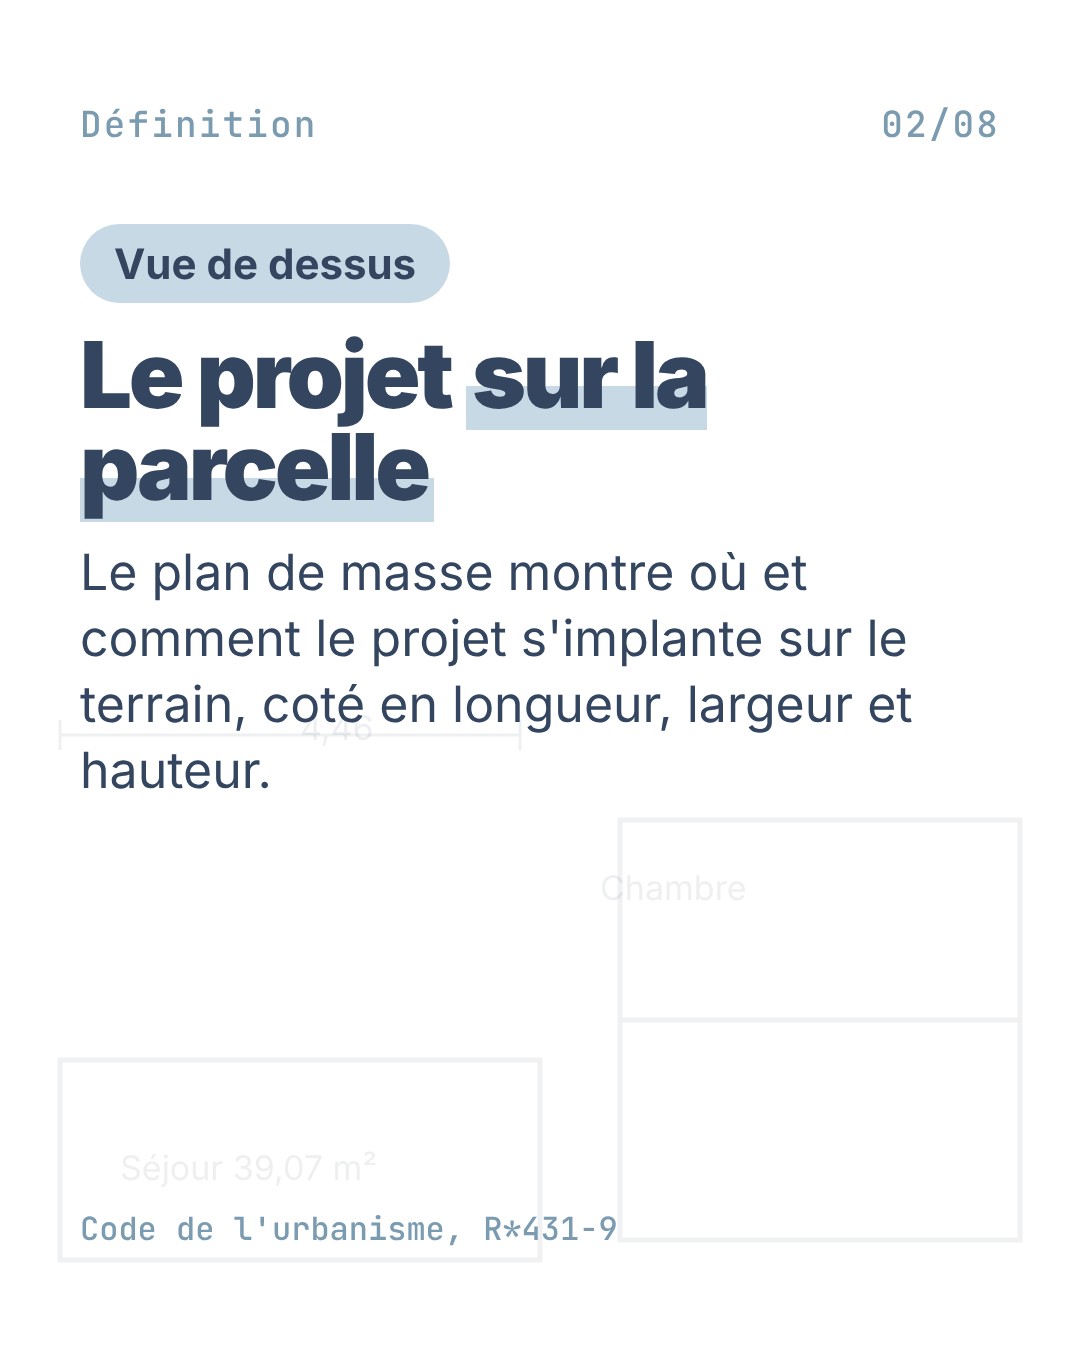 Définition
02/08
Vue de dessus
Le projet sur la
parcelle
Le plan de masse montre où et
comment le projet s'implante sur le
terrain, coté en longueur, largeur et
4,46
hauteur.
Chambre
Séjour 39,07 m²
Code de l'urbanisme, R*431-9